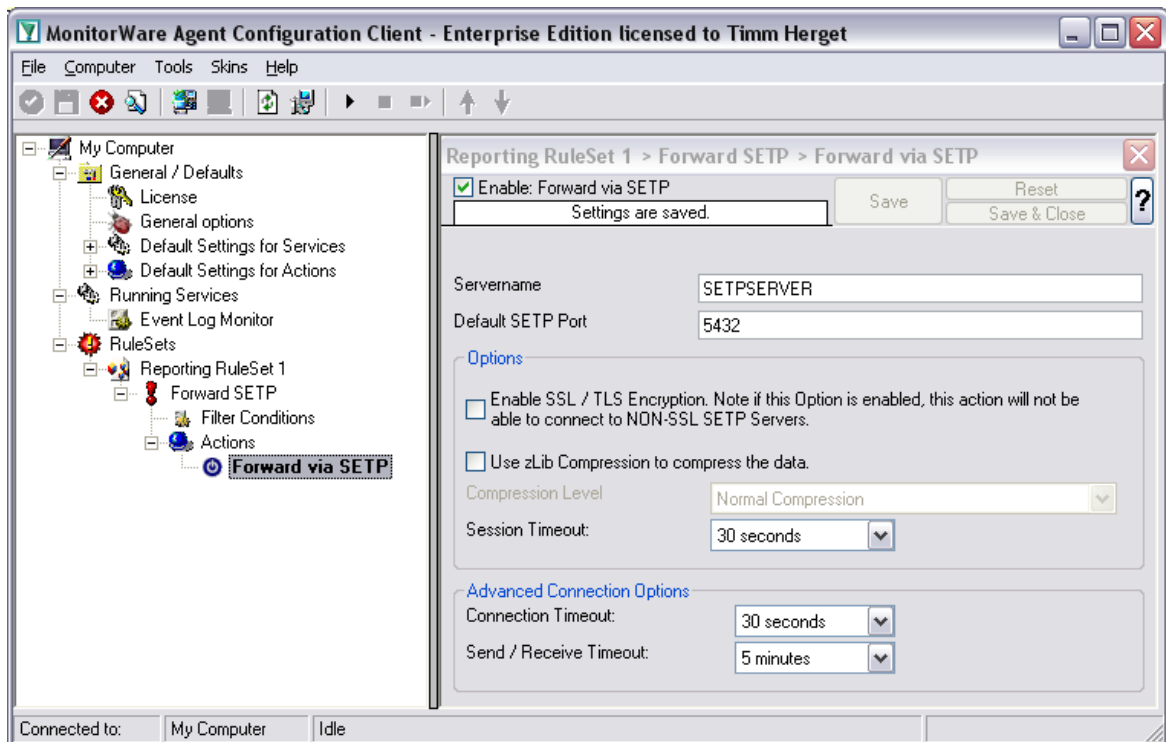 MonitorWare Agent Configuration Client - Enterprise Edition licensed to Timm Herget
File Computer Tools Skins Help
My Computer
General / Defaults
License
General options
Default Settings for Services
Default Settings for Actions
Running Services
Event Log Monitor
RuleSets
Reporting RuleSet 1
Forward SETP
Filter Conditions
Actions
Forward via SETP
Reporting RuleSet 1 > Forward SETP > Forward via SETP
Enable: Forward via SETP
Settings are saved.
Save
Reset
Save & Close
?
Servername
SETPSERVER
Default SETP Port
5432
Options
Enable SSL / TLS Encryption. Note if this Option is enabled, this action will not be
able to connect to NON-SSL SETP Servers.
Use zLib Compression to compress the data.
Compression Level
Normal Compression
Session Timeout:
30 seconds
Advanced Connection Options
Connection Timeout:
30 seconds
Send / Receive Timeout:
5 minutes
Connected to:
My Computer
Idle